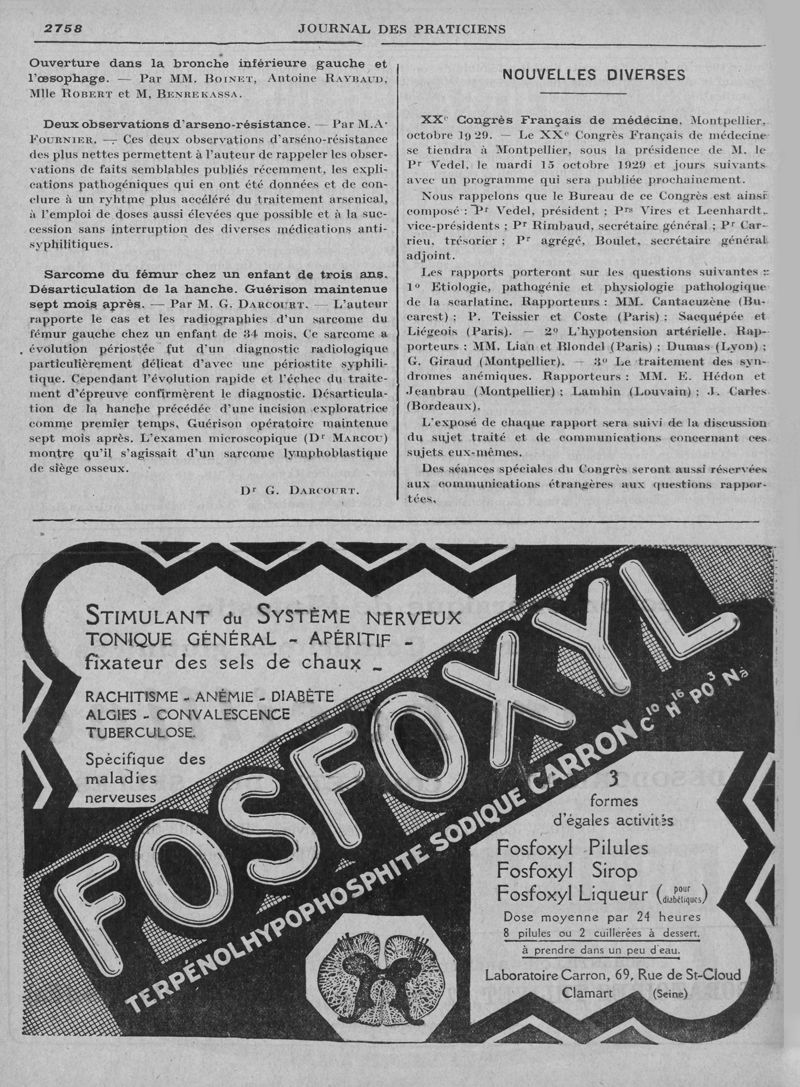 2758
JOURNAL DES PRATICIENS
Ouverture dans la bronche inférieure gauche et
l'œsophage. — Par MM. BOINET, Antoine RAYBAUD,
Mlle ROBERT et M. BENREKASSA.
Deux observations d'arseno-résistance. — Par M.A.
FOURNIER. — Ces deux observations d'arséno-résistance
des plus nettes permettent à l'auteur de rappeler les obser-
vations de faits semblables publiés récemment, les expli-
cations pathogéniques qui en ont été données et de con-
clure à un ryhtme plus accéléré du traitement arsenical,
à l'emploi de doses aussi élevées que possible et à la suc-
cession sans interruption des diverses médications anti-
syphilitiques.
Sarcome du fémur chez un enfant de trois ans.
Désarticulation de la hanche. Guérison maintenue
sept mois après. — Par M. G. DARCOURT. — L'auteur
rapporte le cas et les radiographies d'un sarcome du
fémur gauche chez un enfant de 34 mois. Ce sarcome a
évolution périostée fut d'un diagnostic radiologique
particulièrement délicat d'avec une périostite syphili-
tique. Cependant l'évolution rapide et l'échec du traite-
ment d'épreuve confirmèrent le diagnostic. Désarticula-
tion de la hanche précédée d'une incision exploratrice
comme premier temps. Guérison opératoire maintenue
sept mois après. L'examen microscopique (Dr MARCOU)
montre qu'il s'agissait d'un sarcome lymphoblastique
de siège osseux.
Dr G. DARCOURT.
NOUVELLES DIVERSES
XXe Congrès Français de médecine, Montpellier,
octobre 1929. — Le XXe Congrès Français de médecine
se tiendra à Montpellier, sous la présidence de M. le
Pr Vedel, le mardi 15 octobre 1929 et jours suivants
avec un programme qui sera publiée prochainement.
Nous rappelons que le Bureau de ce Congrès est ainsi
composé : Pr Vedel, président ; Prs Vires et Leenhardt,
vice-présidents ; Pr Rimbaud, secrétaire général ; Pr Car-
rieu, trésorier ; Pr agrégé, Boulet, secrétaire général
adjoint.
Les rapports porteront sur les questions suivantes :
1o Etiologie, pathogénie et physiologie pathologique
de la scarlatine, Rapporteurs : MM. Cantacuzène (Bu-
carest) ; P. Teissier et Coste (Paris) ; Sacquépée et
Liégeois (Paris). — 2o L'hypotension artérielle. Rap-
porteurs : MM. Lian et Blondel (Paris) ; Dumas (Lyon) ;
G. Giraud (Montpellier). — 3o Le traitement des syn-
dromes anémiques. Rapporteurs : MM. E. Hédon et
Jeanbrau (Montpellier) ; Lambin (Louvain) ; J. Carles
(Bordeaux).
L'exposé de chaque rapport sera suivi de la discussion
du sujet traité et de communications concernant ces
sujets eux-mêmes.
Des séances spéciales du Congrès seront aussi réservées
aux communications étrangères aux questions rappor-
tées.
STIMULANT du SYSTÈME NERVEUX
TONIQUE GÉNÉRAL - APÉRITIF -
fixateur des sels de chaux -
RACHITISME - ANÉMIE - DIABÈTE
ALGIES - CONVALESCENCE
TUBERCULOSE.
Spécifique des
maladies
nerveuses
FOSFOXYL
TERPÉNOLHYPOPHOSPHITE SODIQUE CARRON C10 H16 PO3 Na
3
formes
d'égales activités
Fosfoxyl Pilules
Fosfoxyl Sirop
Fosfoxyl Liqueur (pour diabétiques)
Dose moyenne par 24 heures
8 pilules ou 2 cuillerées à dessert.
à prendre dans un peu d'eau.
Laboratoire Carron, 69, Rue de St-Cloud
Clamart (Seine)